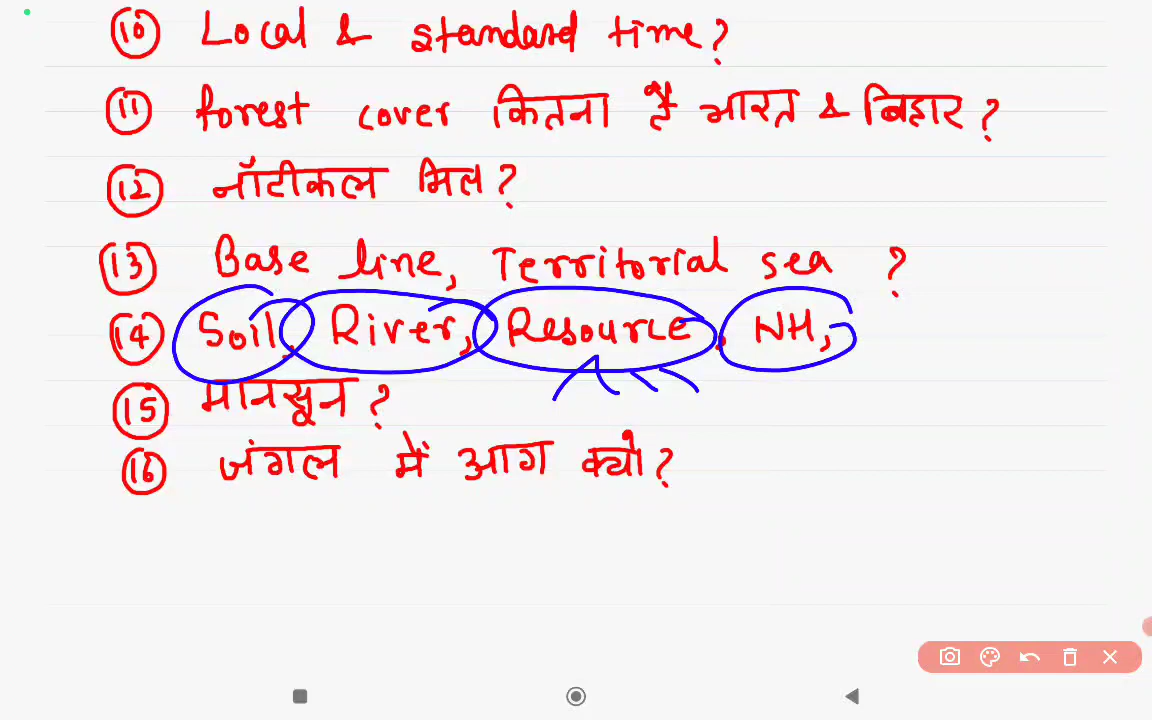 10 Local & standard time?
11 forest cover कितना है भारत & बिहार?
12 नॉटीकल मिल?
13 Base line, Territorial sea ?
14 Soil, River, Resource, NH,
15 मानसून?
16 जंगल में आग क्यो?